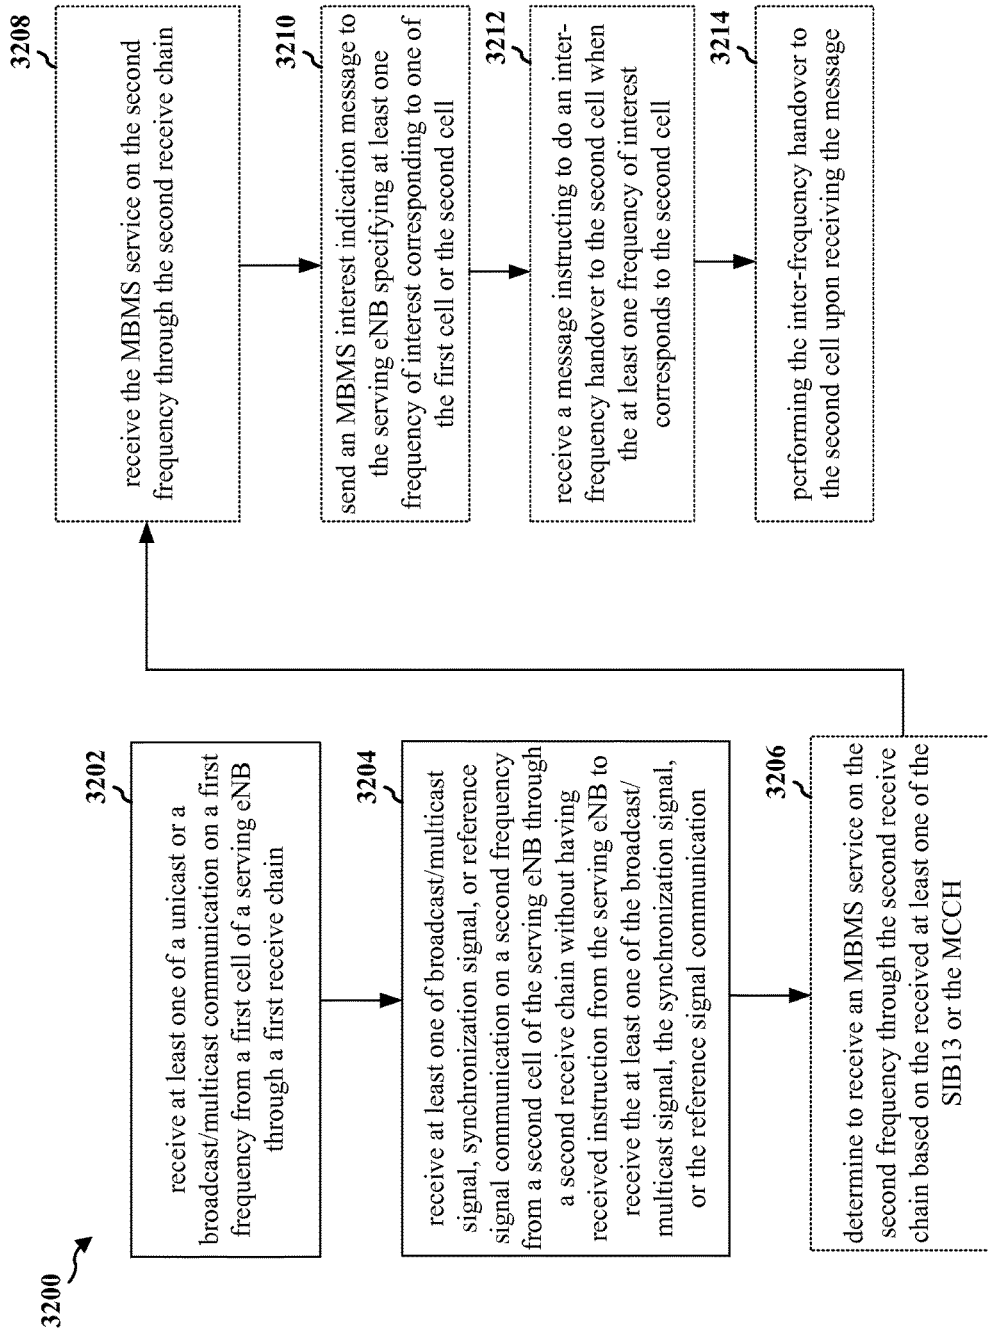 3200
3202
receive at least one of a unicast or a
broadcast/multicast communication on a first
frequency from a first cell of a serving eNB
through a first receive chain
3204
receive at least one of broadcast/multicast
signal, synchronization signal, or reference
signal communication on a second frequency
from a second cell of the serving eNB through
a second receive chain without having
received instruction from the serving eNB to
receive the at least one of the broadcast/
multicast signal, the synchronization signal,
or the reference signal communication
3206
determine to receive an MBMS service on the
second frequency through the second receive
chain based on the received at least one of the
SIB13 or the MCCH
3208
receive the MBMS service on the second
frequency through the second receive chain
3210
send an MBMS interest indication message to
the serving eNB specifying at least one
frequency of interest corresponding to one of
the first cell or the second cell
3212
receive a message instructing to do an inter-
frequency handover to the second cell when
the at least one frequency of interest
corresponds to the second cell
3214
performing the inter-frequency handover to
the second cell upon receiving the message